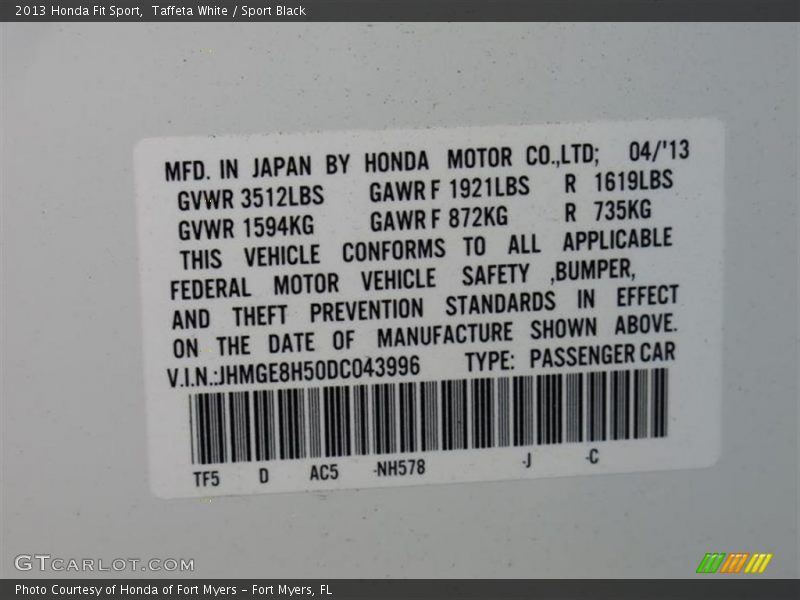 2013 Honda Fit Sport,  Taffeta White / Sport Black
MFD. IN JAPAN BY HONDA MOTOR CO.,LTD; 04/'13
GVWR 3512LBS GAWR F 1921LBS R 1619LBS
GVWR 1594KG GAWR F 872KG R 735KG
THIS VEHICLE CONFORMS TO ALL APPLICABLE
FEDERAL MOTOR VEHICLE SAFETY ,BUMPER,
AND THEFT PREVENTION STANDARDS IN EFFECT
ON THE DATE OF MANUFACTURE SHOWN ABOVE.
V.I.N.:JHMGE8H50DC043996 TYPE: PASSENGER CAR
TF5 D AC5 -NH578 -J -C
GTCARLOT.COM
Photo Courtesy of Honda of Fort Myers – Fort Myers, FL